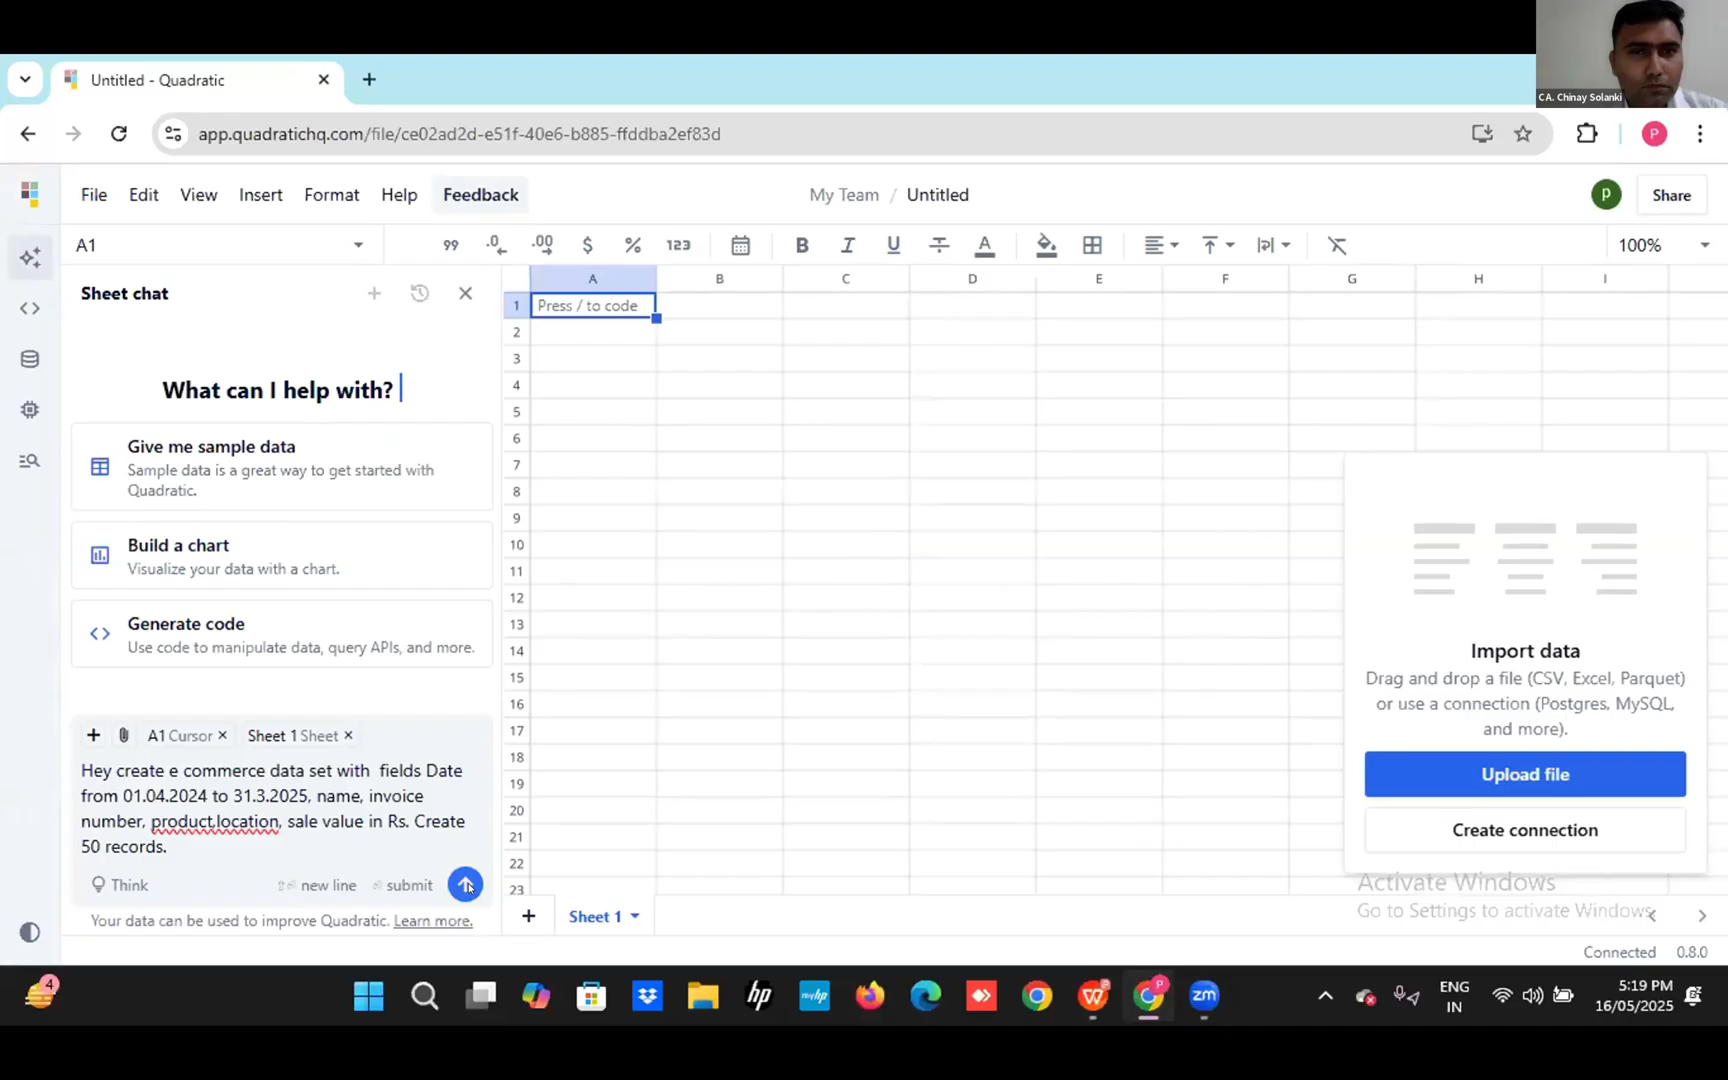 CA. Chinay Solanki
Untitled - Quadratic
app.quadratichq.com/file/ce02ad2d-e51f-40e6-b885-ffddba2ef83d
P
File Edit View Insert Format Help Feedback
My Team / Untitled
P Share
A1
99 .0 .00 $ % 123 B I U A 100%
Sheet chat
A B C D E F G H I
1 Press / to code
2
3
4
5
6
7
8
9
10
11
12
13
14
15
16
17
18
19
20
21
22
23
What can I help with?
Give me sample data
Sample data is a great way to get started with
Quadratic.
Build a chart
Visualize your data with a chart.
Generate code
Use code to manipulate data, query APIs, and more.
A1 Cursor × Sheet 1 Sheet ×
Hey create e commerce data set with  fields Date
from 01.04.2024 to 31.3.2025, name, invoice
number, product,location, sale value in Rs. Create
50 records.
Think new line submit
Your data can be used to improve Quadratic. Learn more.
Import data
Drag and drop a file (CSV, Excel, Parquet)
or use a connection (Postgres, MySQL,
and more).
Upload file
Create connection
Activate Windows
Go to Settings to activate Windows.
Sheet 1
Connected 0.8.0
4
hp
myhp
W
P
zm
ENG
IN
5:19 PM
16/05/2025